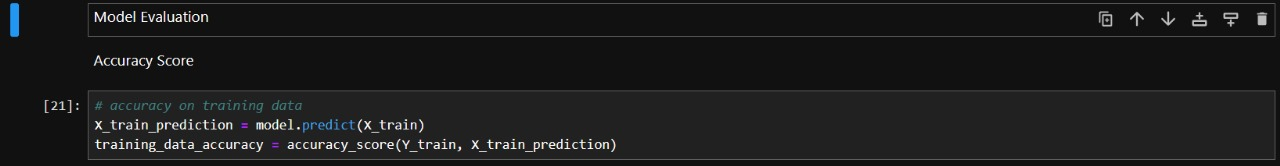 Model Evaluation
Accuracy Score
[21]:
# accuracy on training data
X_train_prediction = model.predict(X_train)
training_data_accuracy = accuracy_score(Y_train, X_train_prediction)